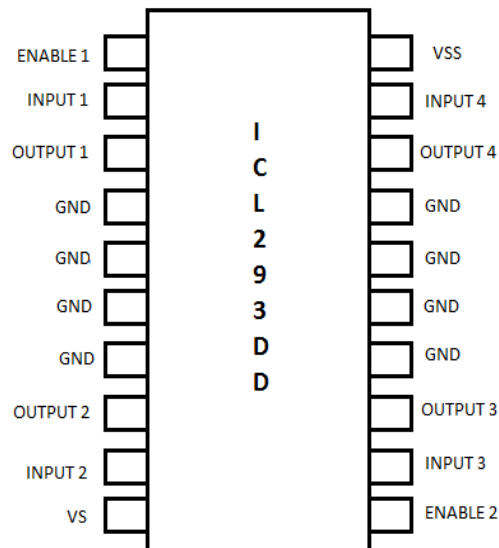 ENABLE 1
INPUT 1
OUTPUT 1
GND
GND
GND
GND
OUTPUT 2
INPUT 2
VS
I
C
L
2
9
3
D
D
VSS
INPUT 4
OUTPUT 4
GND
GND
GND
GND
OUTPUT 3
INPUT 3
ENABLE 2